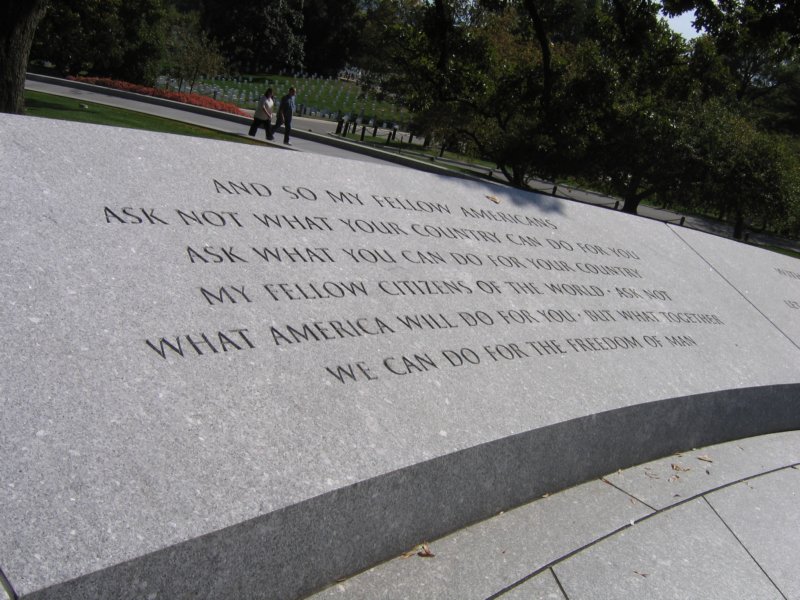 AND SO MY FELLOW AMERICANS
ASK NOT WHAT YOUR COUNTRY CAN DO FOR YOU
ASK WHAT YOU CAN DO FOR YOUR COUNTRY
MY FELLOW CITIZENS OF THE WORLD · ASK NOT
WHAT AMERICA WILL DO FOR YOU · BUT WHAT TOGETHER
WE CAN DO FOR THE FREEDOM OF MAN